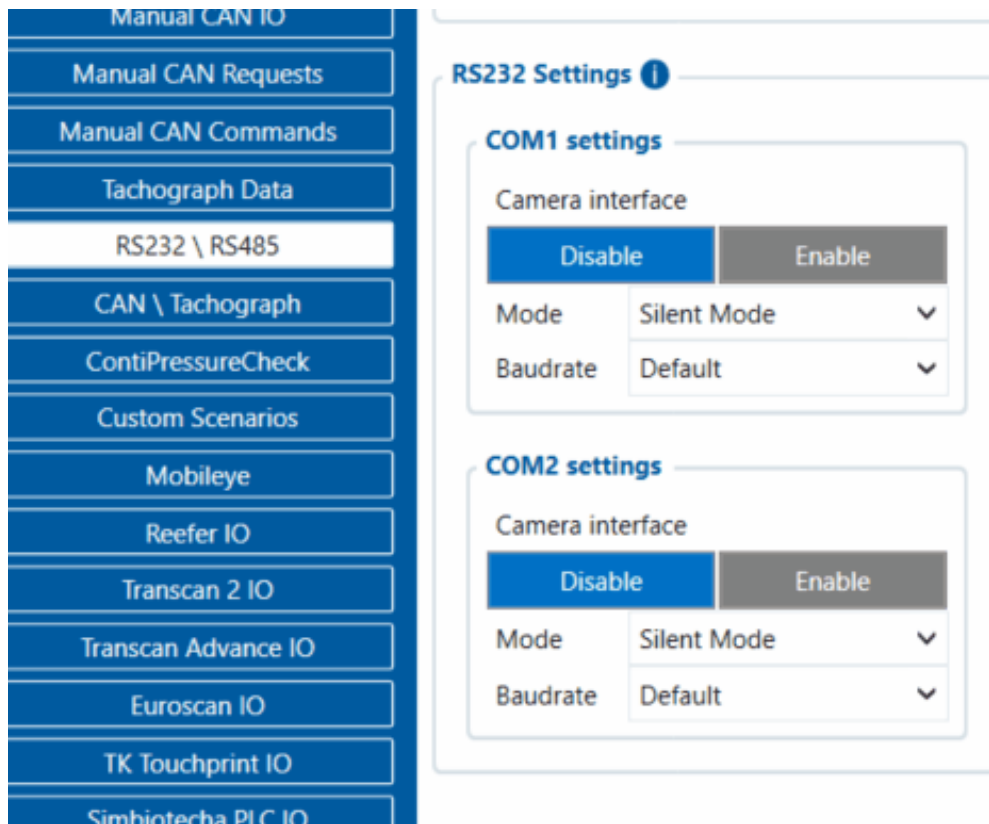 Manual CAN IO
Manual CAN Requests
Manual CAN Commands
Tachograph Data
RS232 \ RS485
CAN \ Tachograph
ContiPressureCheck
Custom Scenarios
Mobileye
Reefer IO
Transcan 2 IO
Transcan Advance IO
Euroscan IO
TK Touchprint IO
Simbiotecha PLC IO
RS232 Settings i
COM1 settings
Camera interface
Disable Enable
Mode Silent Mode
Baudrate Default
COM2 settings
Camera interface
Disable Enable
Mode Silent Mode
Baudrate Default